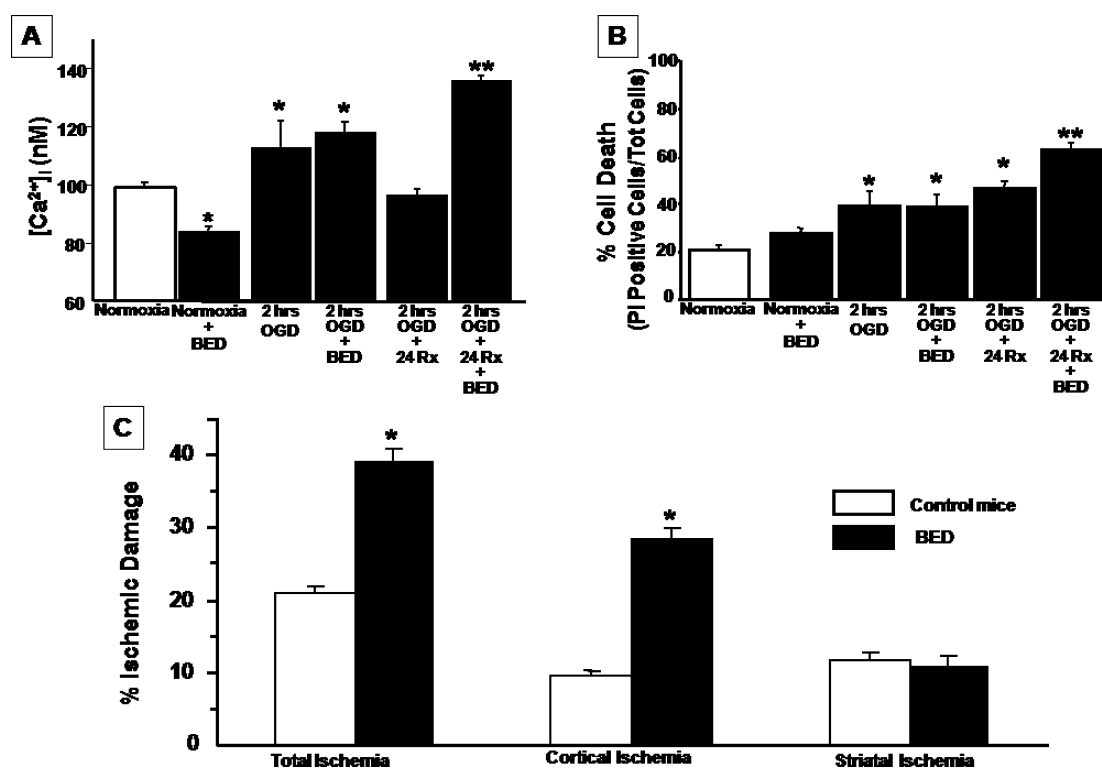 A
[Ca²⁺]ᵢ (nM)
140
120
100
80
60
*
*
*
**
Normoxia
Normoxia
+
BED
2 hrs
OGD
2 hrs
OGD
+
BED
2 hrs
OGD
+
24 Rx
2 hrs
OGD
+
24 Rx
+
BED
B
% Cell Death
(PI Positive Cells/Tot Cells)
100
80
60
40
20
0
*
*
*
**
Normoxia
Normoxia
+
BED
2 hrs
OGD
2 hrs
OGD
+
BED
2 hrs
OGD
+
24 Rx
2 hrs
OGD
+
24 Rx
+
BED
C
% Ischemic Damage
40
30
20
10
0
*
*
Control mice
BED
Total Ischemia
Cortical Ischemia
Striatal Ischemia